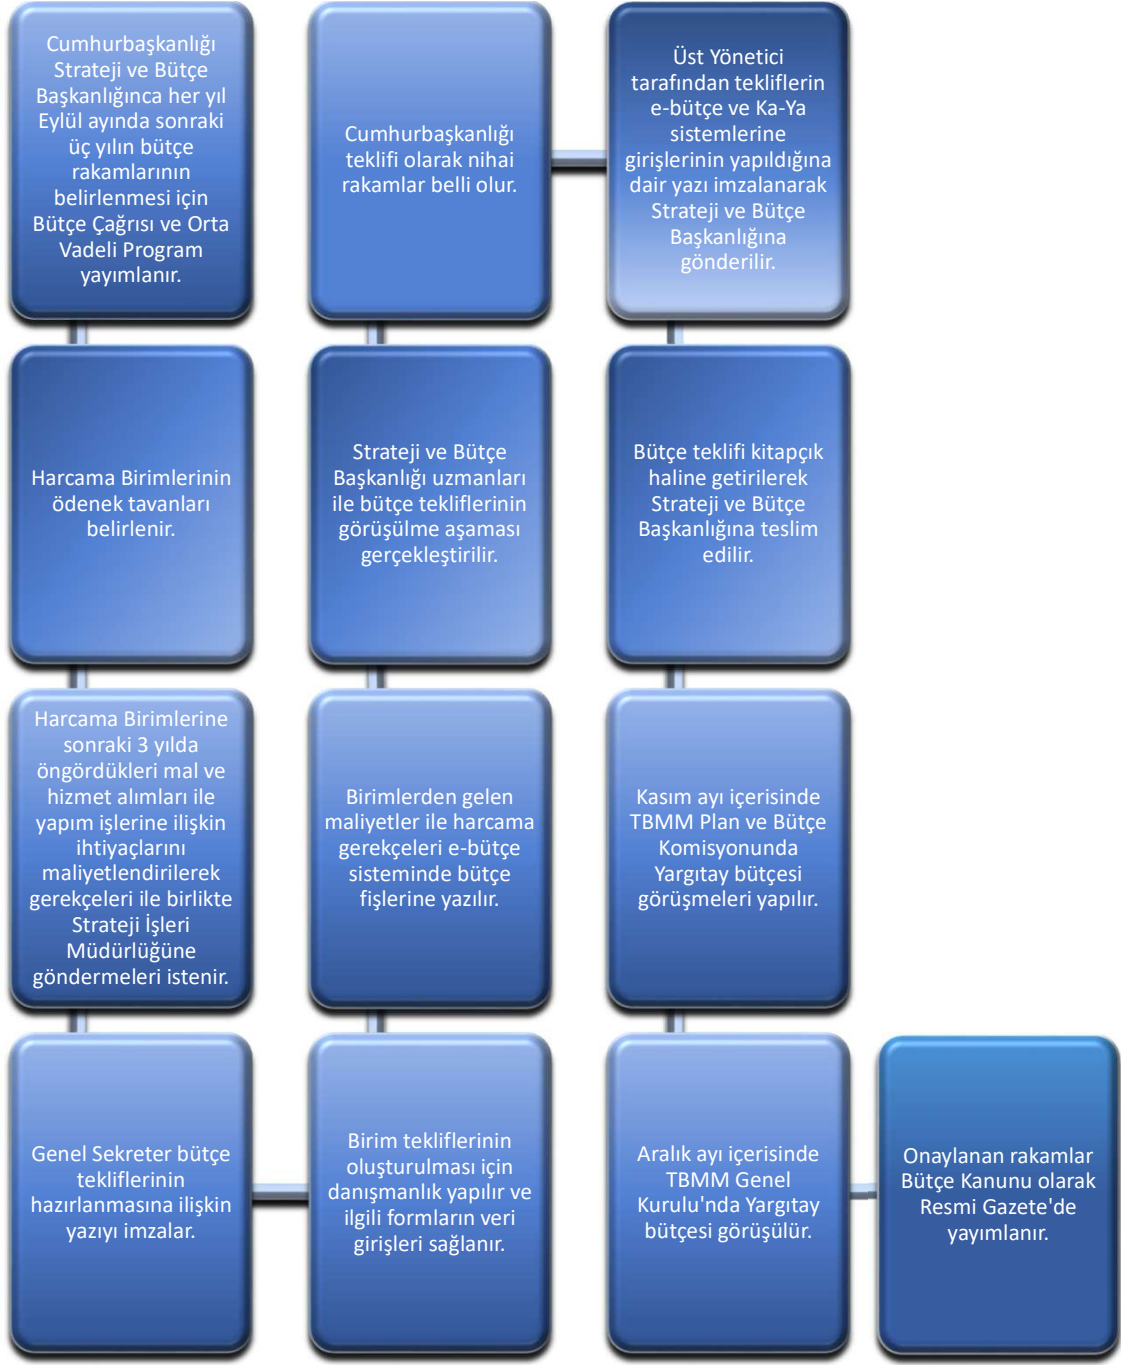 Cumhurbaşkanlığı
Strateji ve Bütçe
Başkanlığınca her yıl
Eylül ayında sonraki
üç yılın bütçe
rakamlarının
belirlenmesi için
Bütçe Çağrısı ve Orta
Vadeli Program
yayımlanır.
Harcama Birimlerinin
ödenek tavanları
belirlenir.
Harcama Birimlerine
sonraki 3 yılda
öngördükleri mal ve
hizmet alımları ile
yapım işlerine ilişkin
ihtiyaçlarını
maliyetlendirilerek
gerekçeleri ile birlikte
Strateji İşleri
Müdürlüğüne
göndermeleri istenir.
Genel Sekreter bütçe
tekliflerinin
hazırlanmasına ilişkin
yazıyı imzalar.
Birim tekliflerinin
oluşturulması için
danışmanlık yapılır ve
ilgili formların veri
girişleri sağlanır.
Birimlerden gelen
maliyetler ile harcama
gerekçeleri e-bütçe
sisteminde bütçe
fişlerine yazılır.
Strateji ve Bütçe
Başkanlığı uzmanları
ile bütçe tekliflerinin
görüşülme aşaması
gerçekleştirilir.
Cumhurbaşkanlığı
teklifi olarak nihai
rakamlar belli olur.
Üst Yönetici
tarafından tekliflerin
e-bütçe ve Ka-Ya
sistemlerine
girişlerinin yapıldığına
dair yazı imzalanarak
Strateji ve Bütçe
Başkanlığına
gönderilir.
Bütçe teklifi kitapçık
haline getirilerek
Strateji ve Bütçe
Başkanlığına teslim
edilir.
Kasım ayı içerisinde
TBMM Plan ve Bütçe
Komisyonunda
Yargıtay bütçesi
görüşmeleri yapılır.
Aralık ayı içerisinde
TBMM Genel
Kurulu'nda Yargıtay
bütçesi görüşülür.
Onaylanan rakamlar
Bütçe Kanunu olarak
Resmi Gazete'de
yayımlanır.